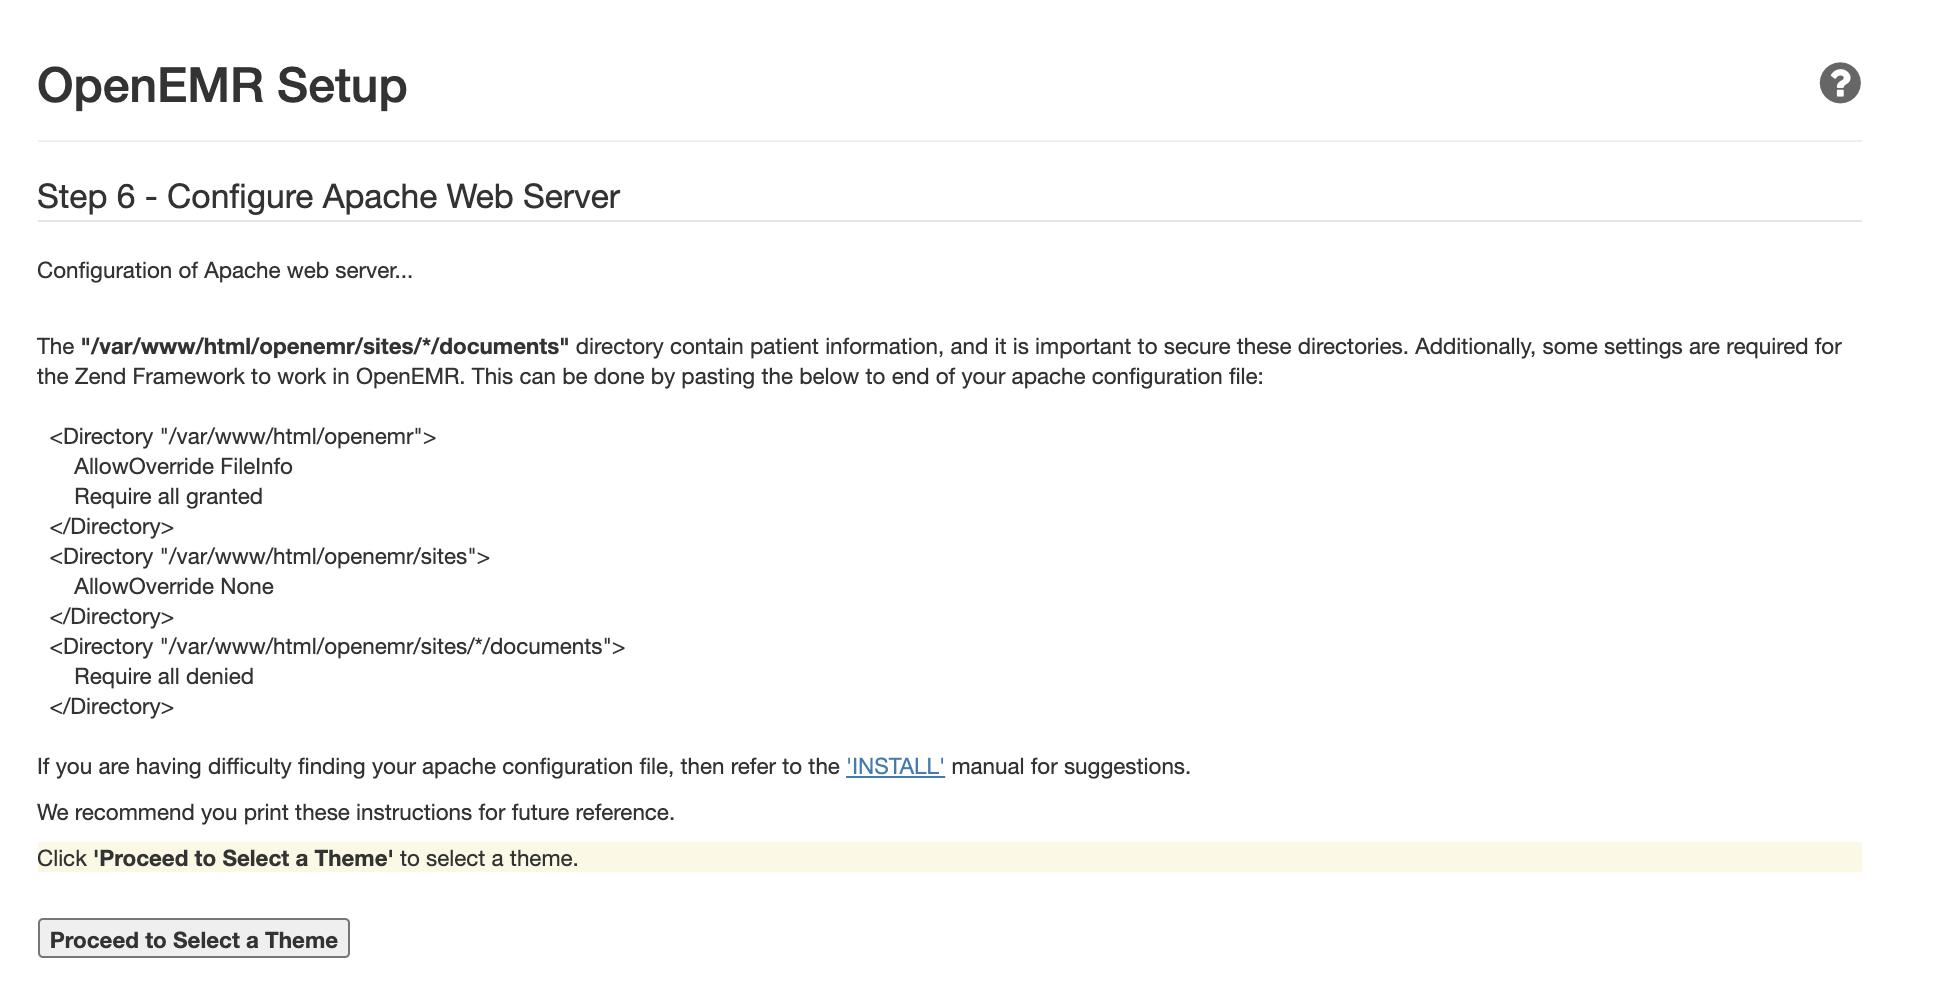 OpenEMR Setup
?
Step 6 - Configure Apache Web Server
Configuration of Apache web server...
The "/var/www/html/openemr/sites/*/documents" directory contain patient information, and it is important to secure these directories. Additionally, some settings are required for
the Zend Framework to work in OpenEMR. This can be done by pasting the below to end of your apache configuration file:
<Directory "/var/www/html/openemr">
AllowOverride FileInfo
Require all granted
</Directory>
<Directory "/var/www/html/openemr/sites">
AllowOverride None
</Directory>
<Directory "/var/www/html/openemr/sites/*/documents">
Require all denied
</Directory>
If you are having difficulty finding your apache configuration file, then refer to the 'INSTALL' manual for suggestions.
We recommend you print these instructions for future reference.
Click 'Proceed to Select a Theme' to select a theme.
Proceed to Select a Theme